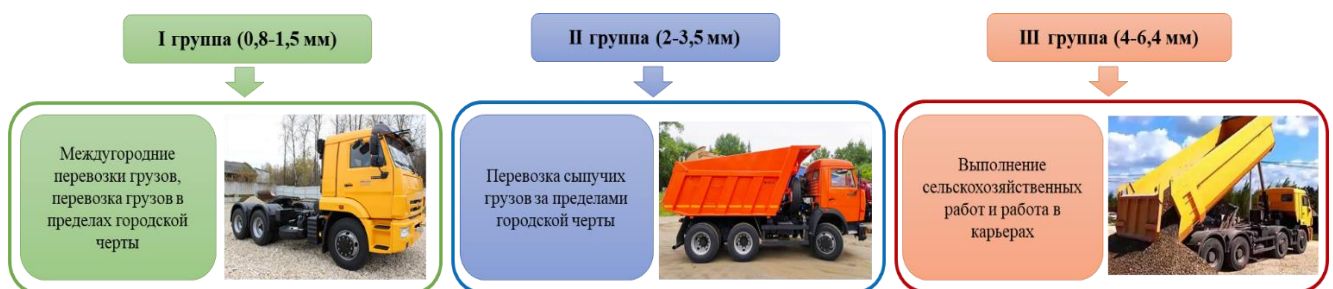 I группа (0,8-1,5 мм)
II группа (2-3,5 мм)
III группа (4-6,4 мм)
Междугородние
перевозки грузов,
перевозка грузов в
пределах городской
черты
Перевозка сыпучих
грузов за пределами
городской черты
Выполнение
сельскохозяйственных
работ и работа в
карьерах